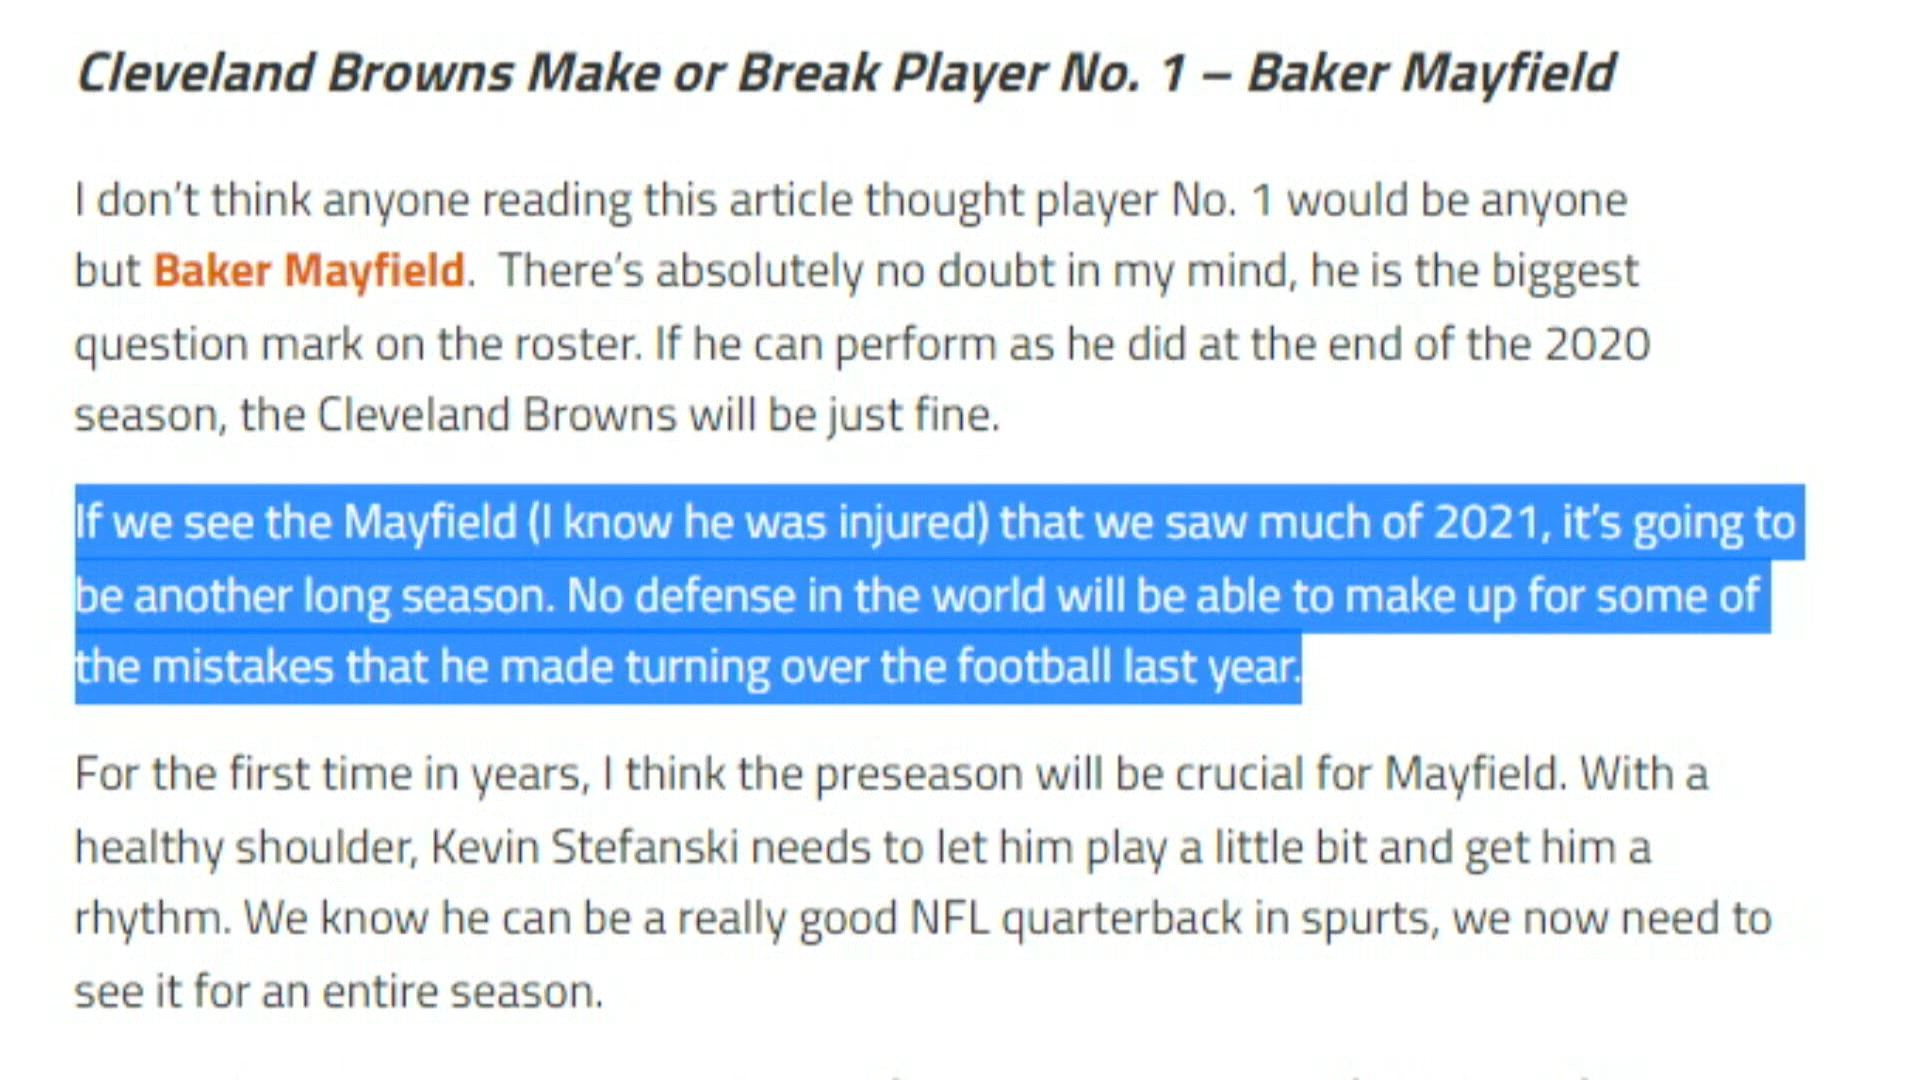 Cleveland Browns Make or Break Player No. 1 – Baker Mayfield
I don’t think anyone reading this article thought player No. 1 would be anyone
but Baker Mayfield.  There’s absolutely no doubt in my mind, he is the biggest
question mark on the roster. If he can perform as he did at the end of the 2020
season, the Cleveland Browns will be just fine.
If we see the Mayfield (I know he was injured) that we saw much of 2021, it’s going to
be another long season. No defense in the world will be able to make up for some of
the mistakes that he made turning over the football last year.
For the first time in years, I think the preseason will be crucial for Mayfield. With a
healthy shoulder, Kevin Stefanski needs to let him play a little bit and get him a
rhythm. We know he can be a really good NFL quarterback in spurts, we now need to
see it for an entire season.